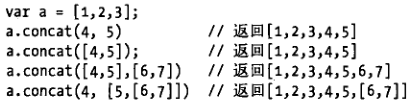 var a = [1,2,3];
a.concat(4, 5) // 返回[1,2,3,4,5]
a.concat([4,5]); // 返回[1,2,3,4,5]
a.concat([4,5],[6,7]) // 返回[1,2,3,4,5,6,7]
a.concat(4, [5,[6,7]]) // 返回[1,2,3,4,5,[6,7]]